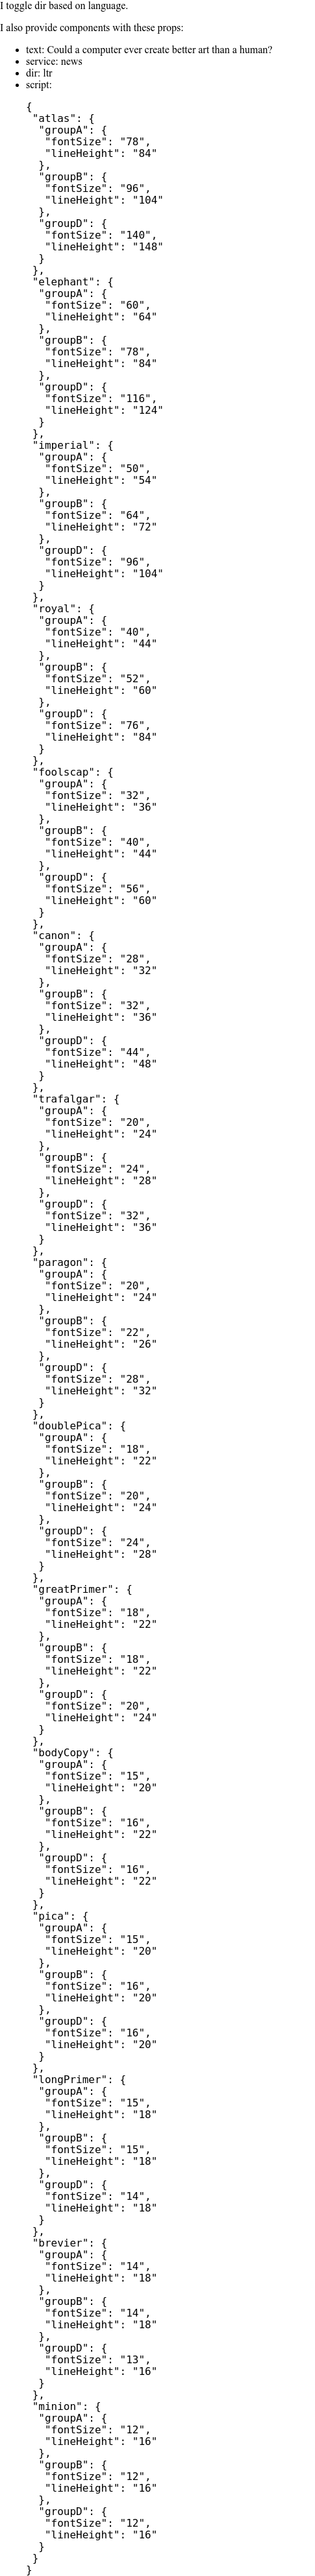 I toggle dir based on language.
I also provide components with these props:
• text: Could a computer ever create better art than a human?
• service: news
• dir: ltr
• script:
{
 "atlas": {
  "groupA": {
   "fontSize": "78",
   "lineHeight": "84"
  },
  "groupB": {
   "fontSize": "96",
   "lineHeight": "104"
  },
  "groupD": {
   "fontSize": "140",
   "lineHeight": "148"
  }
 },
 "elephant": {
  "groupA": {
   "fontSize": "60",
   "lineHeight": "64"
  },
  "groupB": {
   "fontSize": "78",
   "lineHeight": "84"
  },
  "groupD": {
   "fontSize": "116",
   "lineHeight": "124"
  }
 },
 "imperial": {
  "groupA": {
   "fontSize": "50",
   "lineHeight": "54"
  },
  "groupB": {
   "fontSize": "64",
   "lineHeight": "72"
  },
  "groupD": {
   "fontSize": "96",
   "lineHeight": "104"
  }
 },
 "royal": {
  "groupA": {
   "fontSize": "40",
   "lineHeight": "44"
  },
  "groupB": {
   "fontSize": "52",
   "lineHeight": "60"
  },
  "groupD": {
   "fontSize": "76",
   "lineHeight": "84"
  }
 },
 "foolscap": {
  "groupA": {
   "fontSize": "32",
   "lineHeight": "36"
  },
  "groupB": {
   "fontSize": "40",
   "lineHeight": "44"
  },
  "groupD": {
   "fontSize": "56",
   "lineHeight": "60"
  }
 },
 "canon": {
  "groupA": {
   "fontSize": "28",
   "lineHeight": "32"
  },
  "groupB": {
   "fontSize": "32",
   "lineHeight": "36"
  },
  "groupD": {
   "fontSize": "44",
   "lineHeight": "48"
  }
 },
 "trafalgar": {
  "groupA": {
   "fontSize": "20",
   "lineHeight": "24"
  },
  "groupB": {
   "fontSize": "24",
   "lineHeight": "28"
  },
  "groupD": {
   "fontSize": "32",
   "lineHeight": "36"
  }
 },
 "paragon": {
  "groupA": {
   "fontSize": "20",
   "lineHeight": "24"
  },
  "groupB": {
   "fontSize": "22",
   "lineHeight": "26"
  },
  "groupD": {
   "fontSize": "28",
   "lineHeight": "32"
  }
 },
 "doublePica": {
  "groupA": {
   "fontSize": "18",
   "lineHeight": "22"
  },
  "groupB": {
   "fontSize": "20",
   "lineHeight": "24"
  },
  "groupD": {
   "fontSize": "24",
   "lineHeight": "28"
  }
 },
 "greatPrimer": {
  "groupA": {
   "fontSize": "18",
   "lineHeight": "22"
  },
  "groupB": {
   "fontSize": "18",
   "lineHeight": "22"
  },
  "groupD": {
   "fontSize": "20",
   "lineHeight": "24"
  }
 },
 "bodyCopy": {
  "groupA": {
   "fontSize": "15",
   "lineHeight": "20"
  },
  "groupB": {
   "fontSize": "16",
   "lineHeight": "22"
  },
  "groupD": {
   "fontSize": "16",
   "lineHeight": "22"
  }
 },
 "pica": {
  "groupA": {
   "fontSize": "15",
   "lineHeight": "20"
  },
  "groupB": {
   "fontSize": "16",
   "lineHeight": "20"
  },
  "groupD": {
   "fontSize": "16",
   "lineHeight": "20"
  }
 },
 "longPrimer": {
  "groupA": {
   "fontSize": "15",
   "lineHeight": "18"
  },
  "groupB": {
   "fontSize": "15",
   "lineHeight": "18"
  },
  "groupD": {
   "fontSize": "14",
   "lineHeight": "18"
  }
 },
 "brevier": {
  "groupA": {
   "fontSize": "14",
   "lineHeight": "18"
  },
  "groupB": {
   "fontSize": "14",
   "lineHeight": "18"
  },
  "groupD": {
   "fontSize": "13",
   "lineHeight": "16"
  }
 },
 "minion": {
  "groupA": {
   "fontSize": "12",
   "lineHeight": "16"
  },
  "groupB": {
   "fontSize": "12",
   "lineHeight": "16"
  },
  "groupD": {
   "fontSize": "12",
   "lineHeight": "16"
  }
 }
}